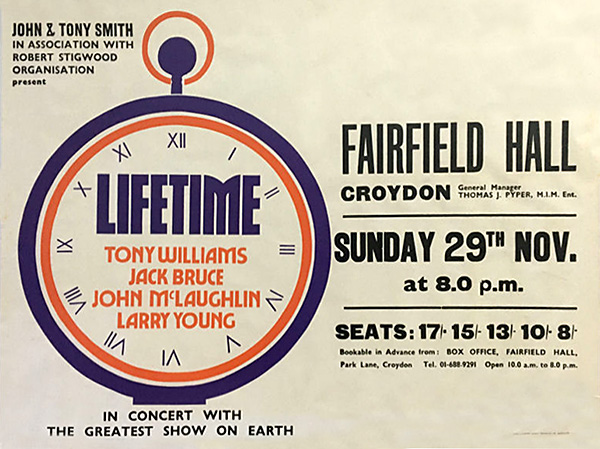 JOHN & TONY SMITH
IN ASSOCIATION WITH
ROBERT STIGWOOD
ORGANISATION
present
XII
I
II
III
IV
V
VI
VII
VIII
IX
X
XI
LIFETIME
TONY WILLIAMS
JACK BRUCE
JOHN McLAUGHLIN
LARRY YOUNG
IN CONCERT WITH
THE GREATEST SHOW ON EARTH
FAIRFIELD HALL
CROYDON General Manager
THOMAS J. PYPER, M.I.M. Ent.
SUNDAY 29TH NOV.
at 8.0 p.m.
SEATS: 17/- 15/- 13/- 10/- 8/-
Bookable in Advance from: BOX OFFICE, FAIRFIELD HALL,
Park Lane, Croydon Tel. 01-688-9291 Open 10.0 a.m. to 8.0 p.m.